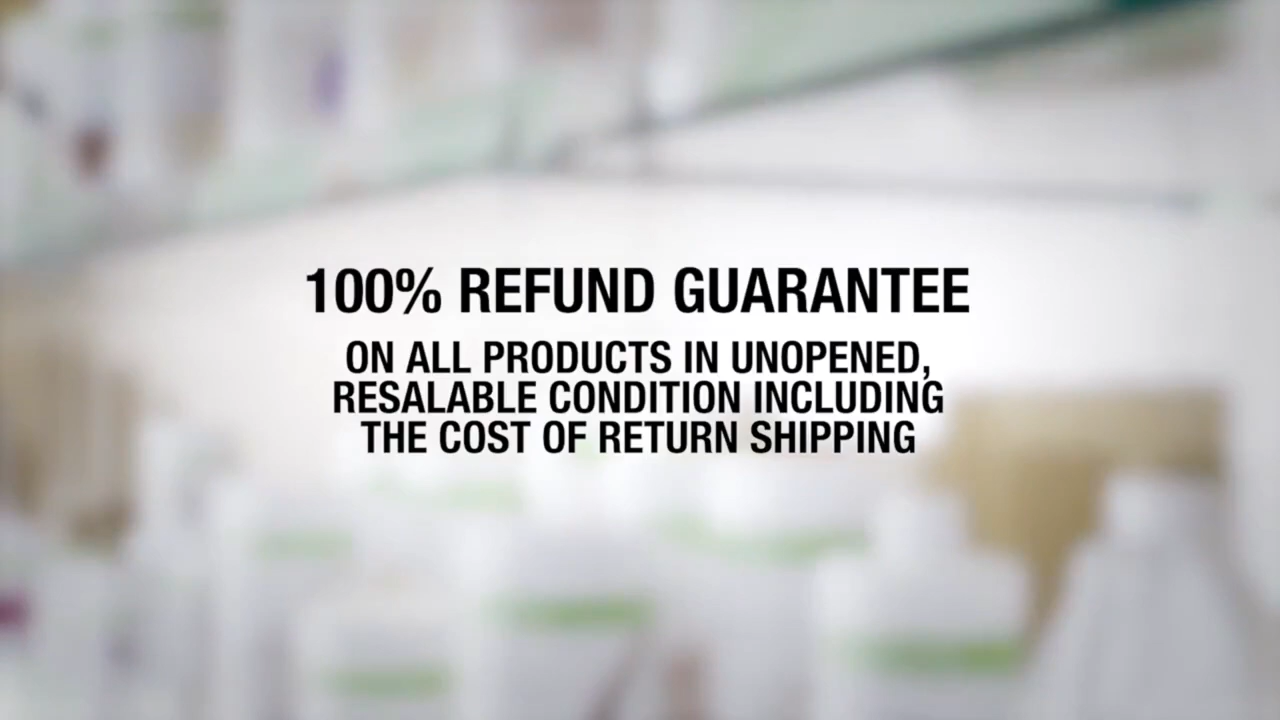 100% REFUND GUARANTEE
ON ALL PRODUCTS IN UNOPENED,
RESALABLE CONDITION INCLUDING
THE COST OF RETURN SHIPPING